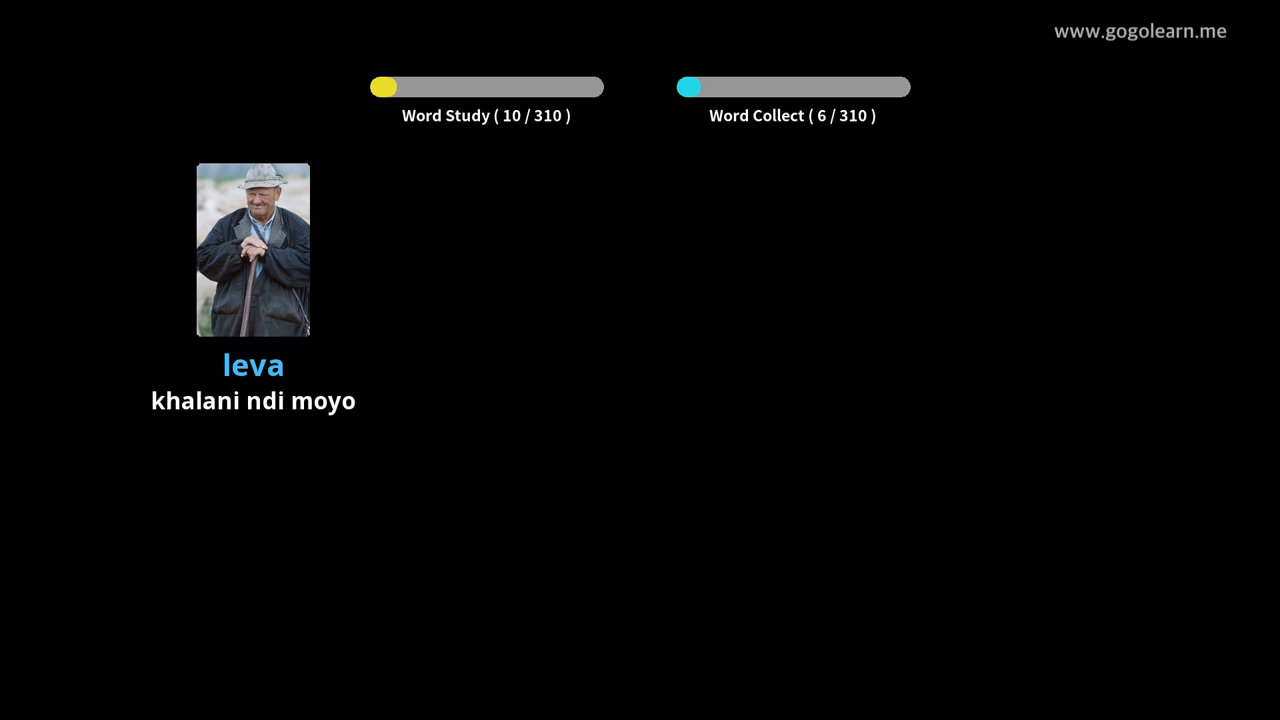 www.gogolearn.me
Word Study ( 10 / 310 )
Word Collect ( 6 / 310 )
leva
khalani ndi moyo